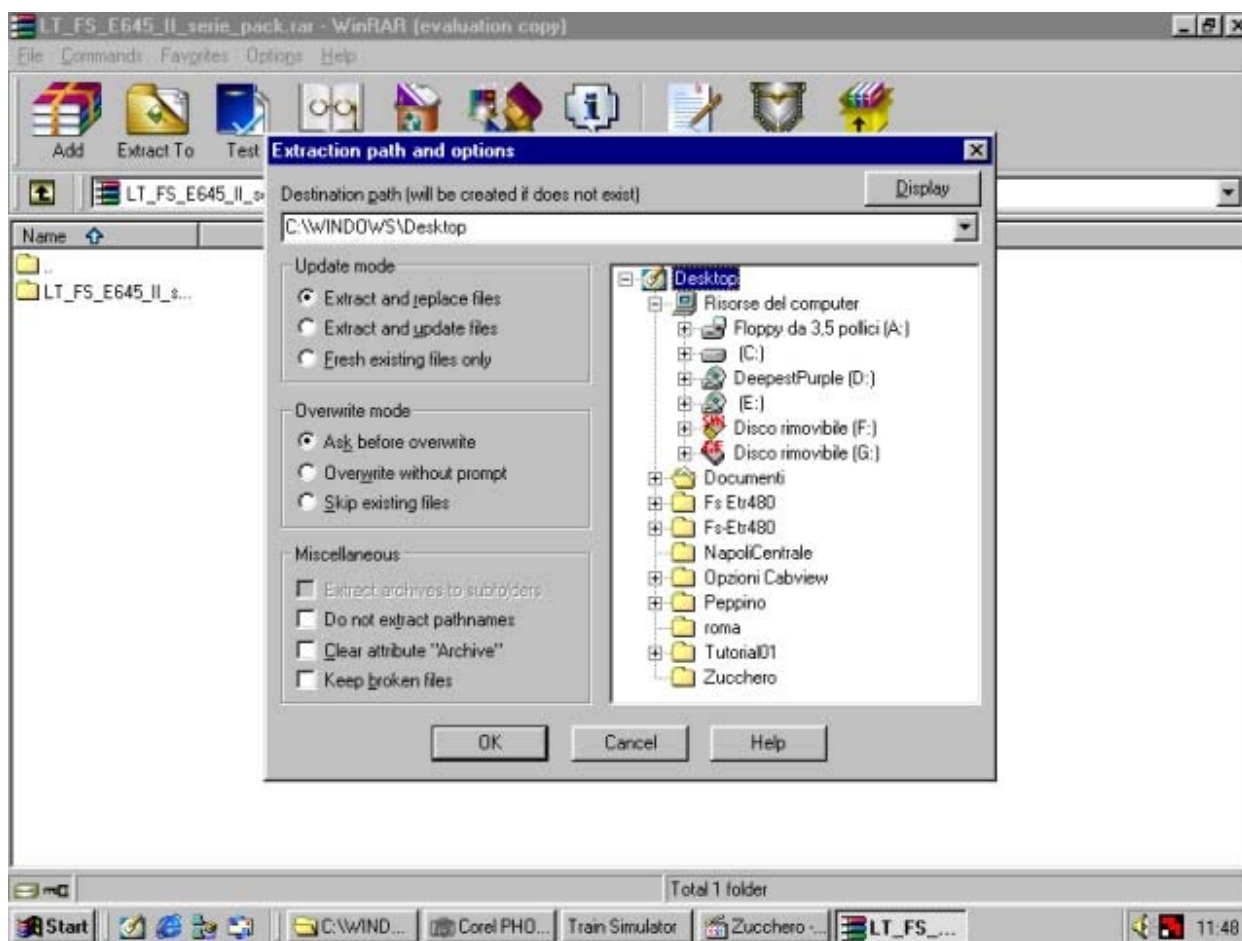 LT_FS_E645_II_serie_pack.rar - WinRAR (evaluation copy)
File Commands Favorites Options Help
Add Extract To Test
LT_FS_E645_II_s
Name
..
LT_FS_E645_II_s...
Extraction path and options
Destination path (will be created if does not exist)
Display
C:\WINDOWS\Desktop
Update mode
Extract and replace files
Extract and update files
Fresh existing files only
Overwrite mode
Ask before overwrite
Overwrite without prompt
Skip existing files
Miscellaneous
Extract archives to subfolders
Do not extract pathnames
Clear attribute "Archive"
Keep broken files
Desktop
Risorse del computer
Floppy da 3,5 pollici (A:)
(C:)
DeepestPurple (D:)
(E:)
Disco rimovibile (F:)
Disco rimovibile (G:)
Documenti
Fs Etr480
Fs-Etr480
NapoliCentrale
Opzioni Cabview
Peppino
roma
Tutorial01
Zucchero
OK Cancel Help
Total 1 folder
Start C:\WIND... Corel PHO... Train Simulator Zucchero -... LT_FS_... 11:48